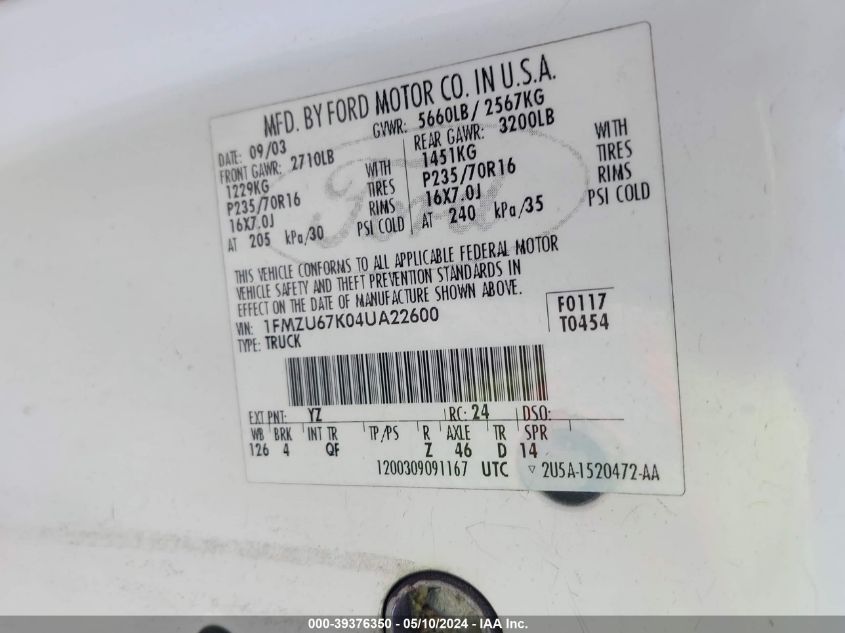 MFD. BY FORD MOTOR CO. IN U.S.A.
DATE: 09/03 GVWR: 5660LB / 2567KG
FRONT GAWR: 2710LB REAR GAWR: 3200LB
1229KG WITH 1451KG WITH
P235/70R16 TIRES P235/70R16 TIRES
16X7.0J RIMS 16X7.0J RIMS
AT 205 kPa/30 PSI COLD AT 240 kPa/35 PSI COLD
Ford
THIS VEHICLE CONFORMS TO ALL APPLICABLE FEDERAL MOTOR
VEHICLE SAFETY AND THEFT PREVENTION STANDARDS IN
EFFECT ON THE DATE OF MANUFACTURE SHOWN ABOVE.
VIN: 1FMZU67K04UA22600 F0117
TYPE: TRUCK T0454
EXT PNT: YZ RC: 24 DSO:
WB BRK INT TR TP/PS R AXLE TR SPR
126 4 QF Z 46 D 14
1200309091167 UTC ▽ 2U5A-1520472-AA
000-39376350 - 05/10/2024 - IAA Inc.